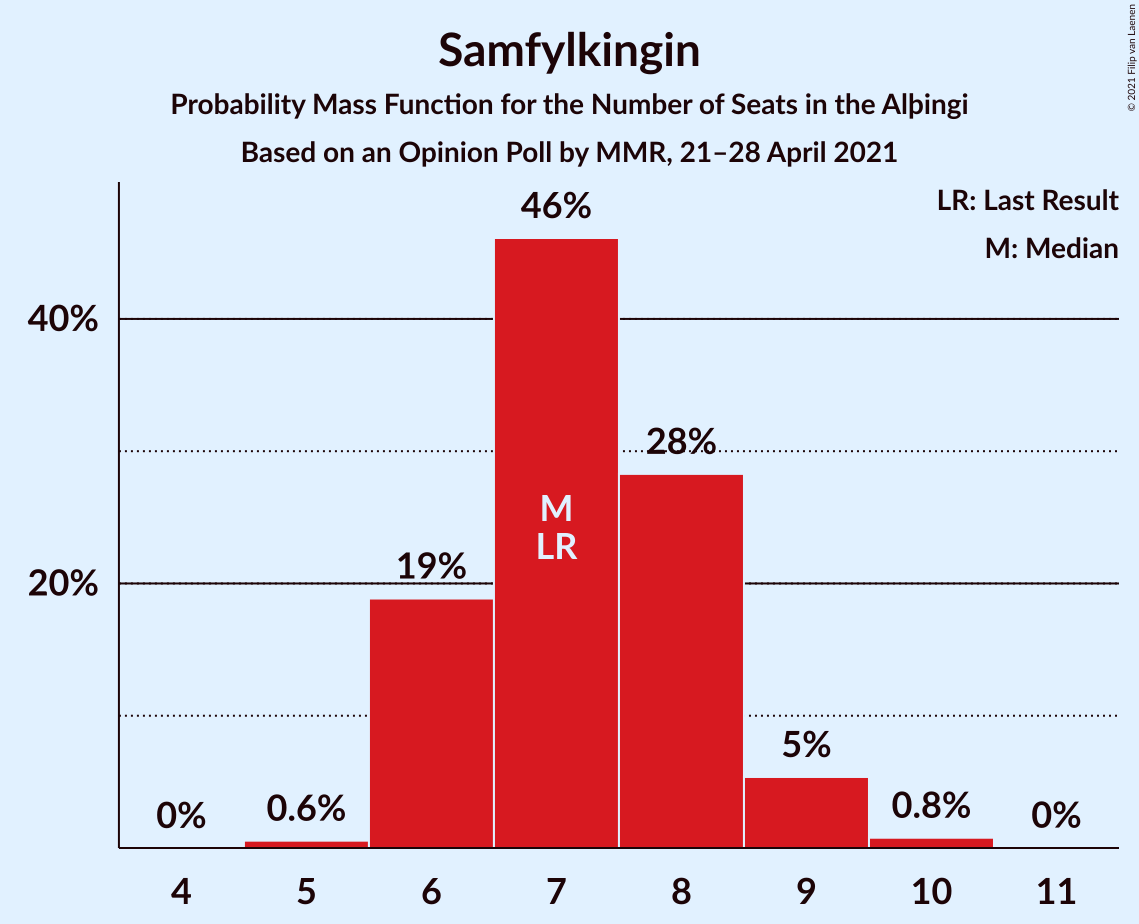 Samfylkingin
Probability Mass Function for the Number of Seats in the Alþingi
Based on an Opinion Poll by MMR, 21–28 April 2021
© 2021 Filip van Laenen
LR: Last Result
M: Median
46%
40%
28%
M
LR
19%
20%
5%
0%
0.6%
0.8%
0%
4
5
6
7
8
9
10
11